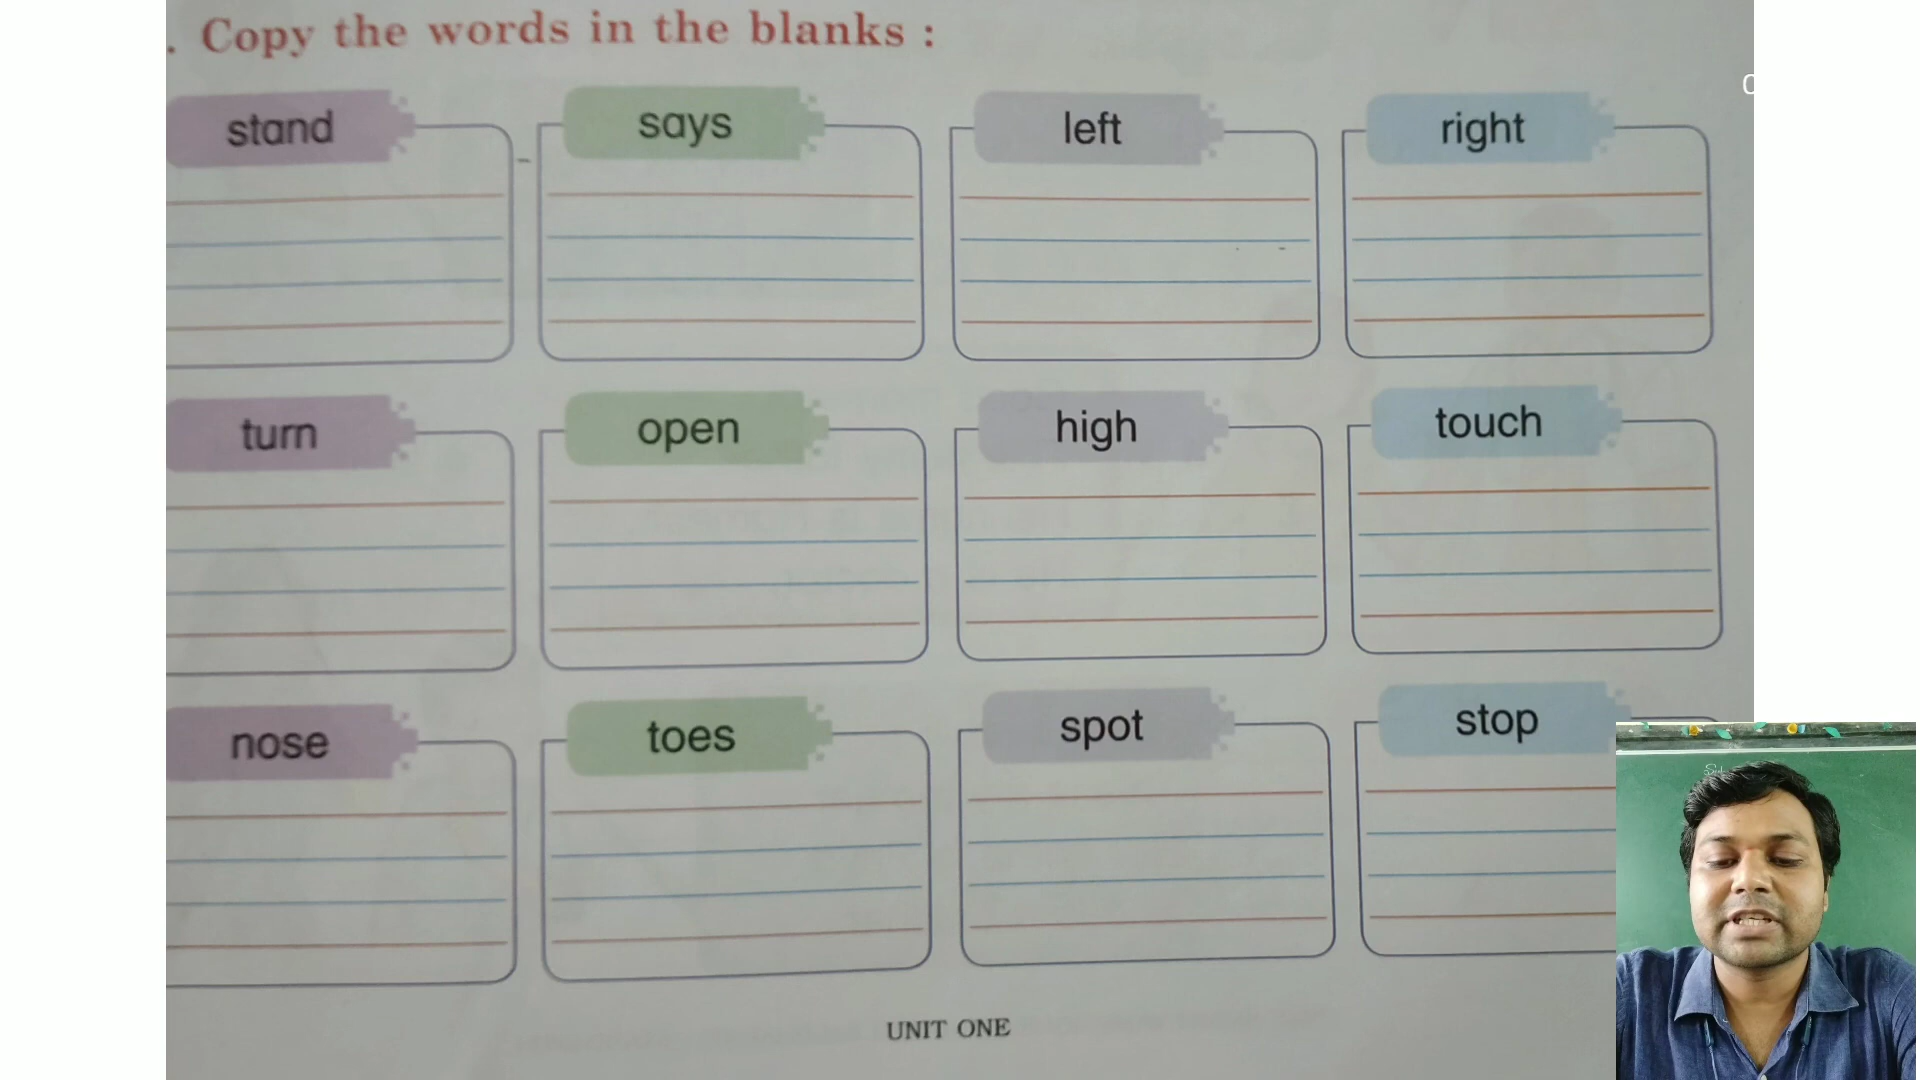 . Copy the words in the blanks :
stand says left right
turn open high touch
nose toes spot stop
UNIT ONE